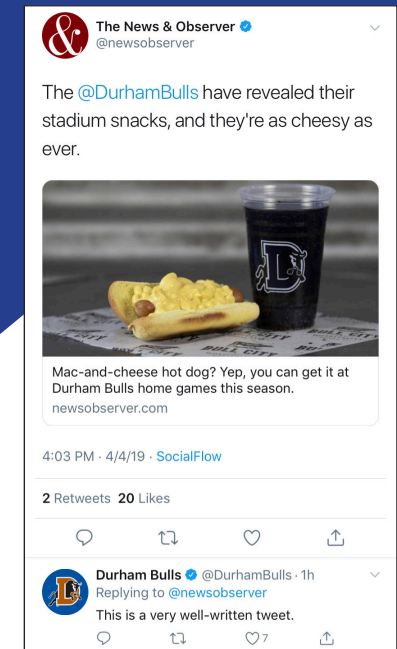 The News & Observer
@newsobserver
The @DurhamBulls have revealed their
stadium snacks, and they're as cheesy as
ever.
D
BULL CITY
Mac-and-cheese hot dog? Yep, you can get it at
Durham Bulls home games this season.
newsobserver.com
4:03 PM · 4/4/19 · SocialFlow
2 Retweets 20 Likes
Durham Bulls @DurhamBulls · 1h
Replying to @newsobserver
This is a very well-written tweet.
7